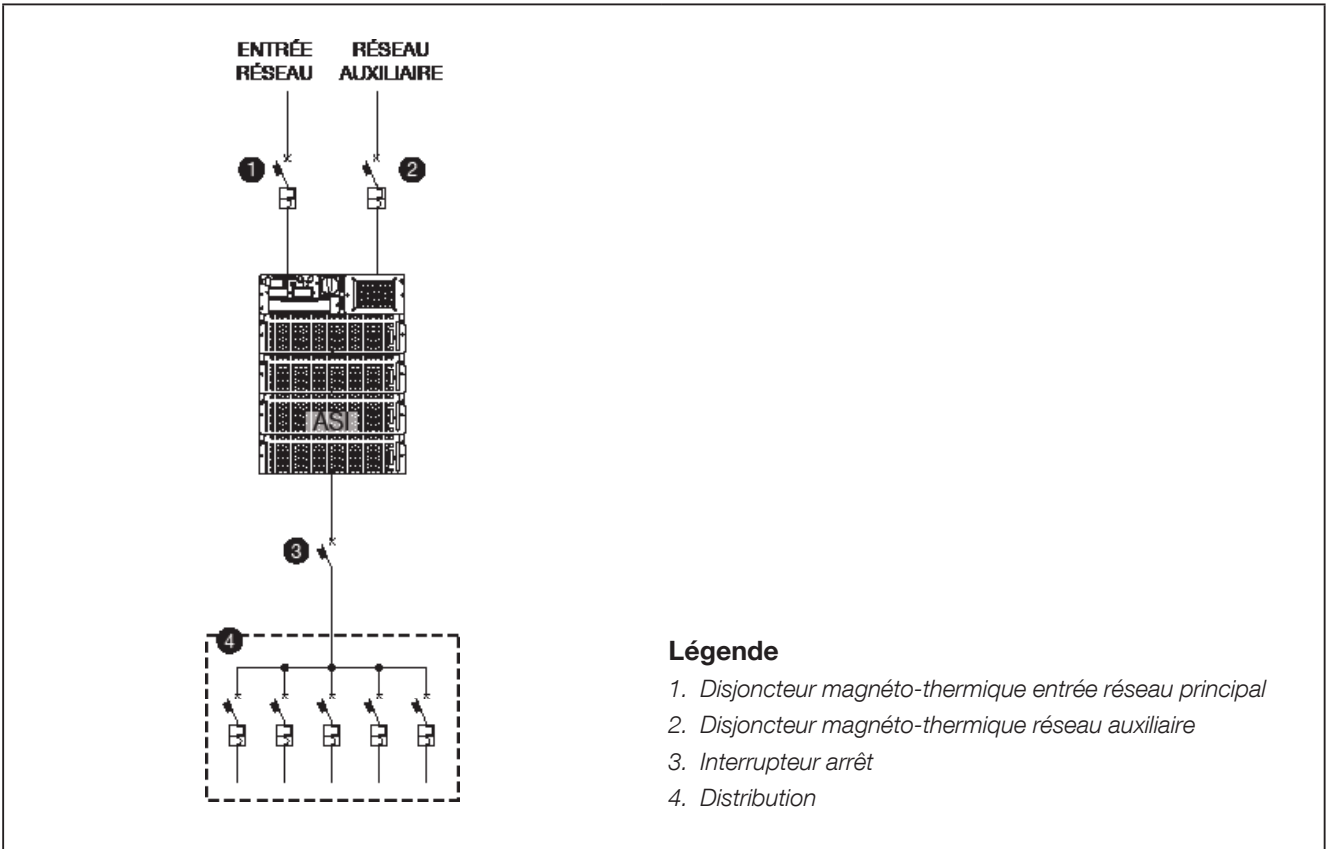 ENTRÉE
RÉSEAU
RÉSEAU
AUXILIAIRE
1
2
ASI
3
4
Légende
1. Disjoncteur magnéto-thermique entrée réseau principal
2. Disjoncteur magnéto-thermique réseau auxiliaire
3. Interrupteur arrêt
4. Distribution